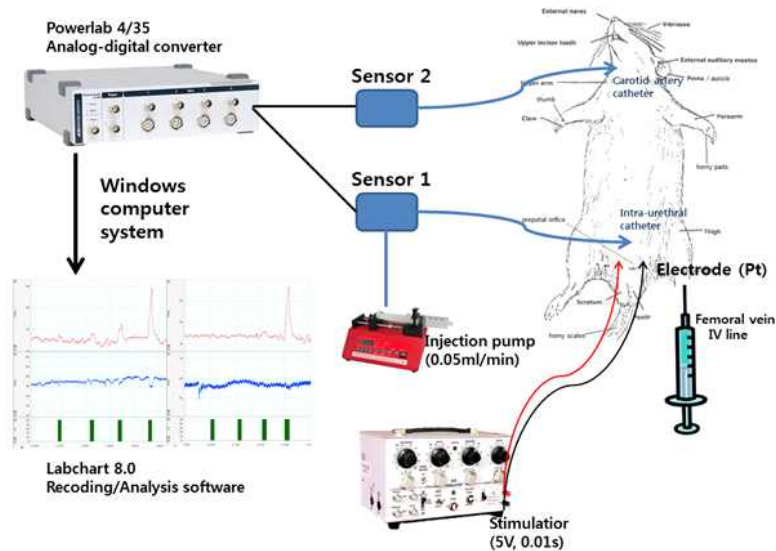 Powerlab 4/35
Analog-digital converter
Sensor 2
Sensor 1
Windows
computer
system
External nares
Vibrissae
Upper incisor teeth
External auditory meatus
Pinna / auricle
Carotid artery
catheter
arm
thumb
Claw
Forearm
horny pads
preputial orifice
Intra-urethral
catheter
Thigh
Electrode (Pt)
Scrotum
horny scales
Femoral vein
IV line
Injection pump
(0.05ml/min)
Labchart 8.0
Recoding/Analysis software
Stimulatior
(5V, 0.01s)